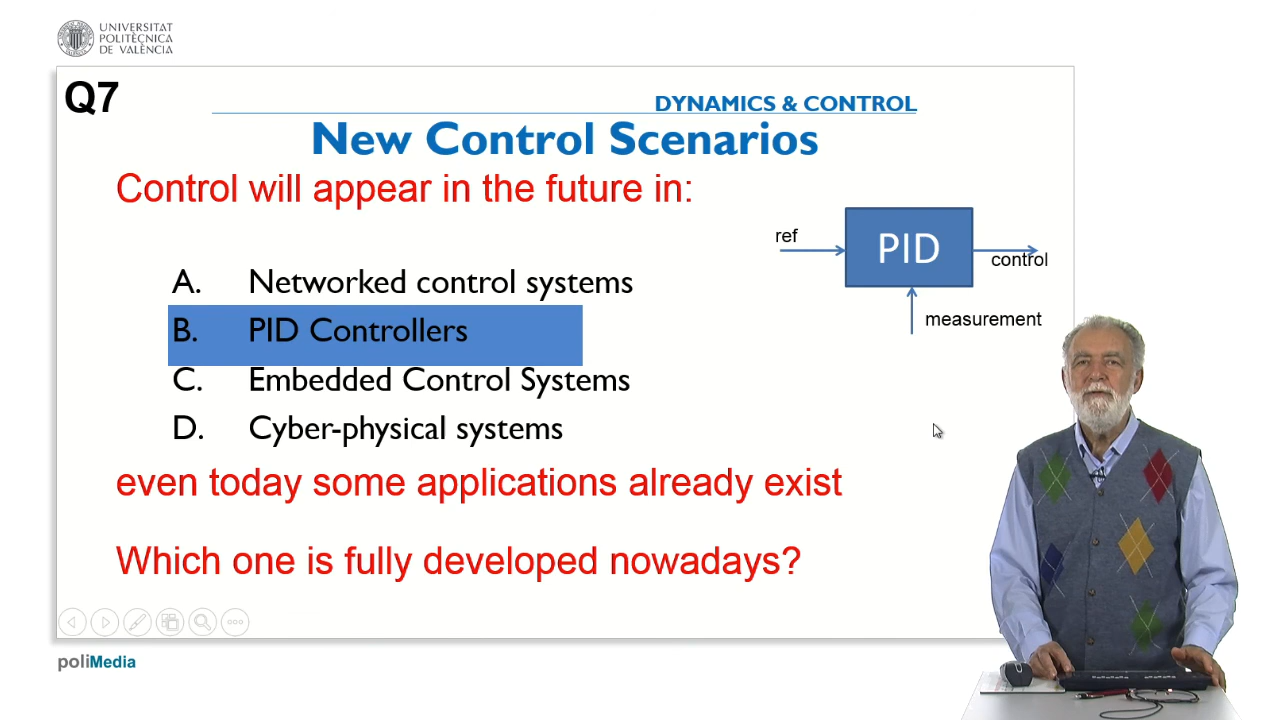 UNIVERSITAT
POLITÈCNICA
DE VALÈNCIA
Q7
DYNAMICS & CONTROL
New Control Scenarios
Control will appear in the future in:
ref
PID
control
measurement
A. Networked control systems
B. PID Controllers
C. Embedded Control Systems
D. Cyber-physical systems
even today some applications already exist
Which one is fully developed nowadays?
poliMedia